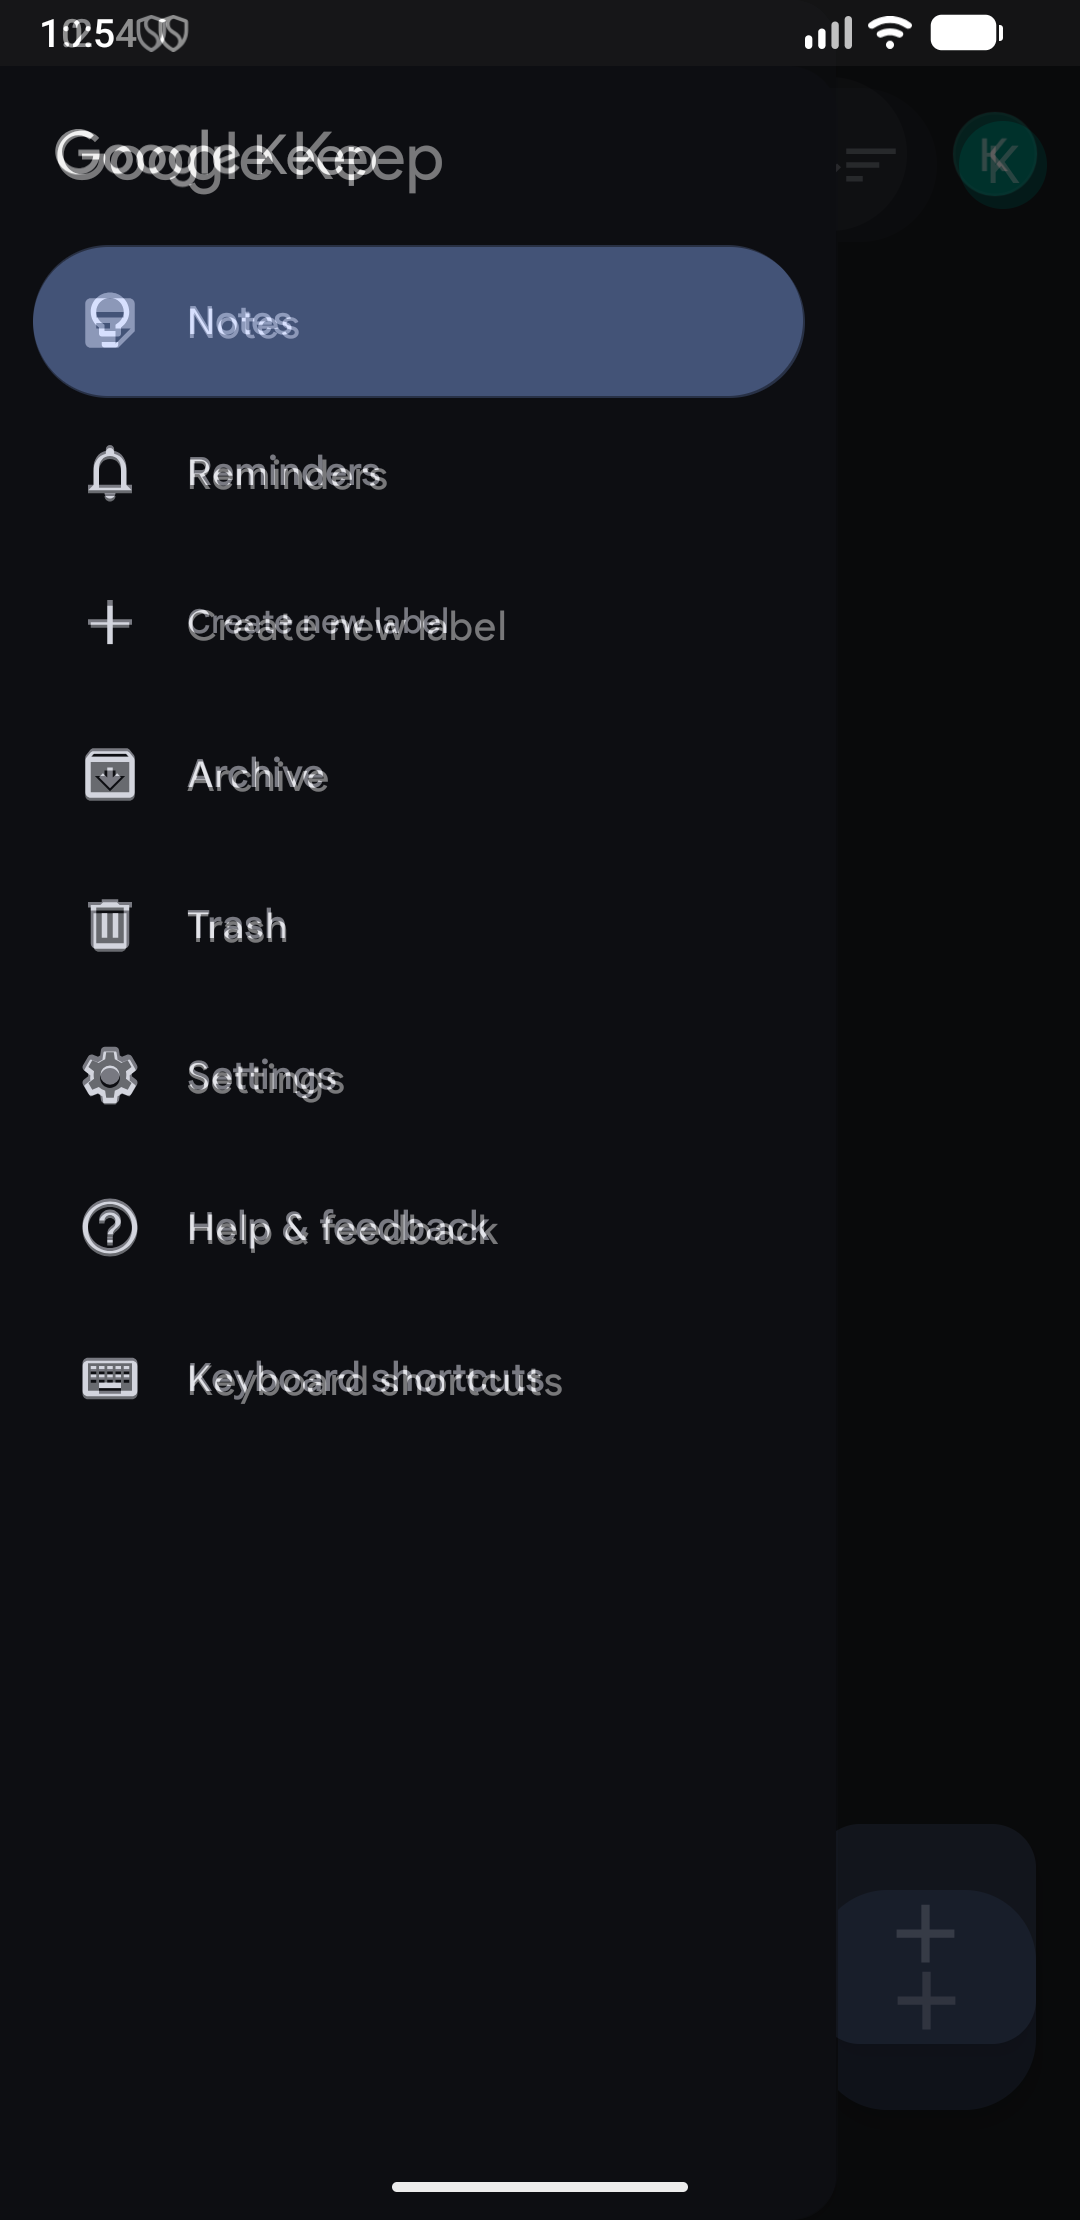 Google Keep
K
Notes
Reminders
Create new label
Archive
Trash
Settings
Help & feedback
Keyboard shortcuts